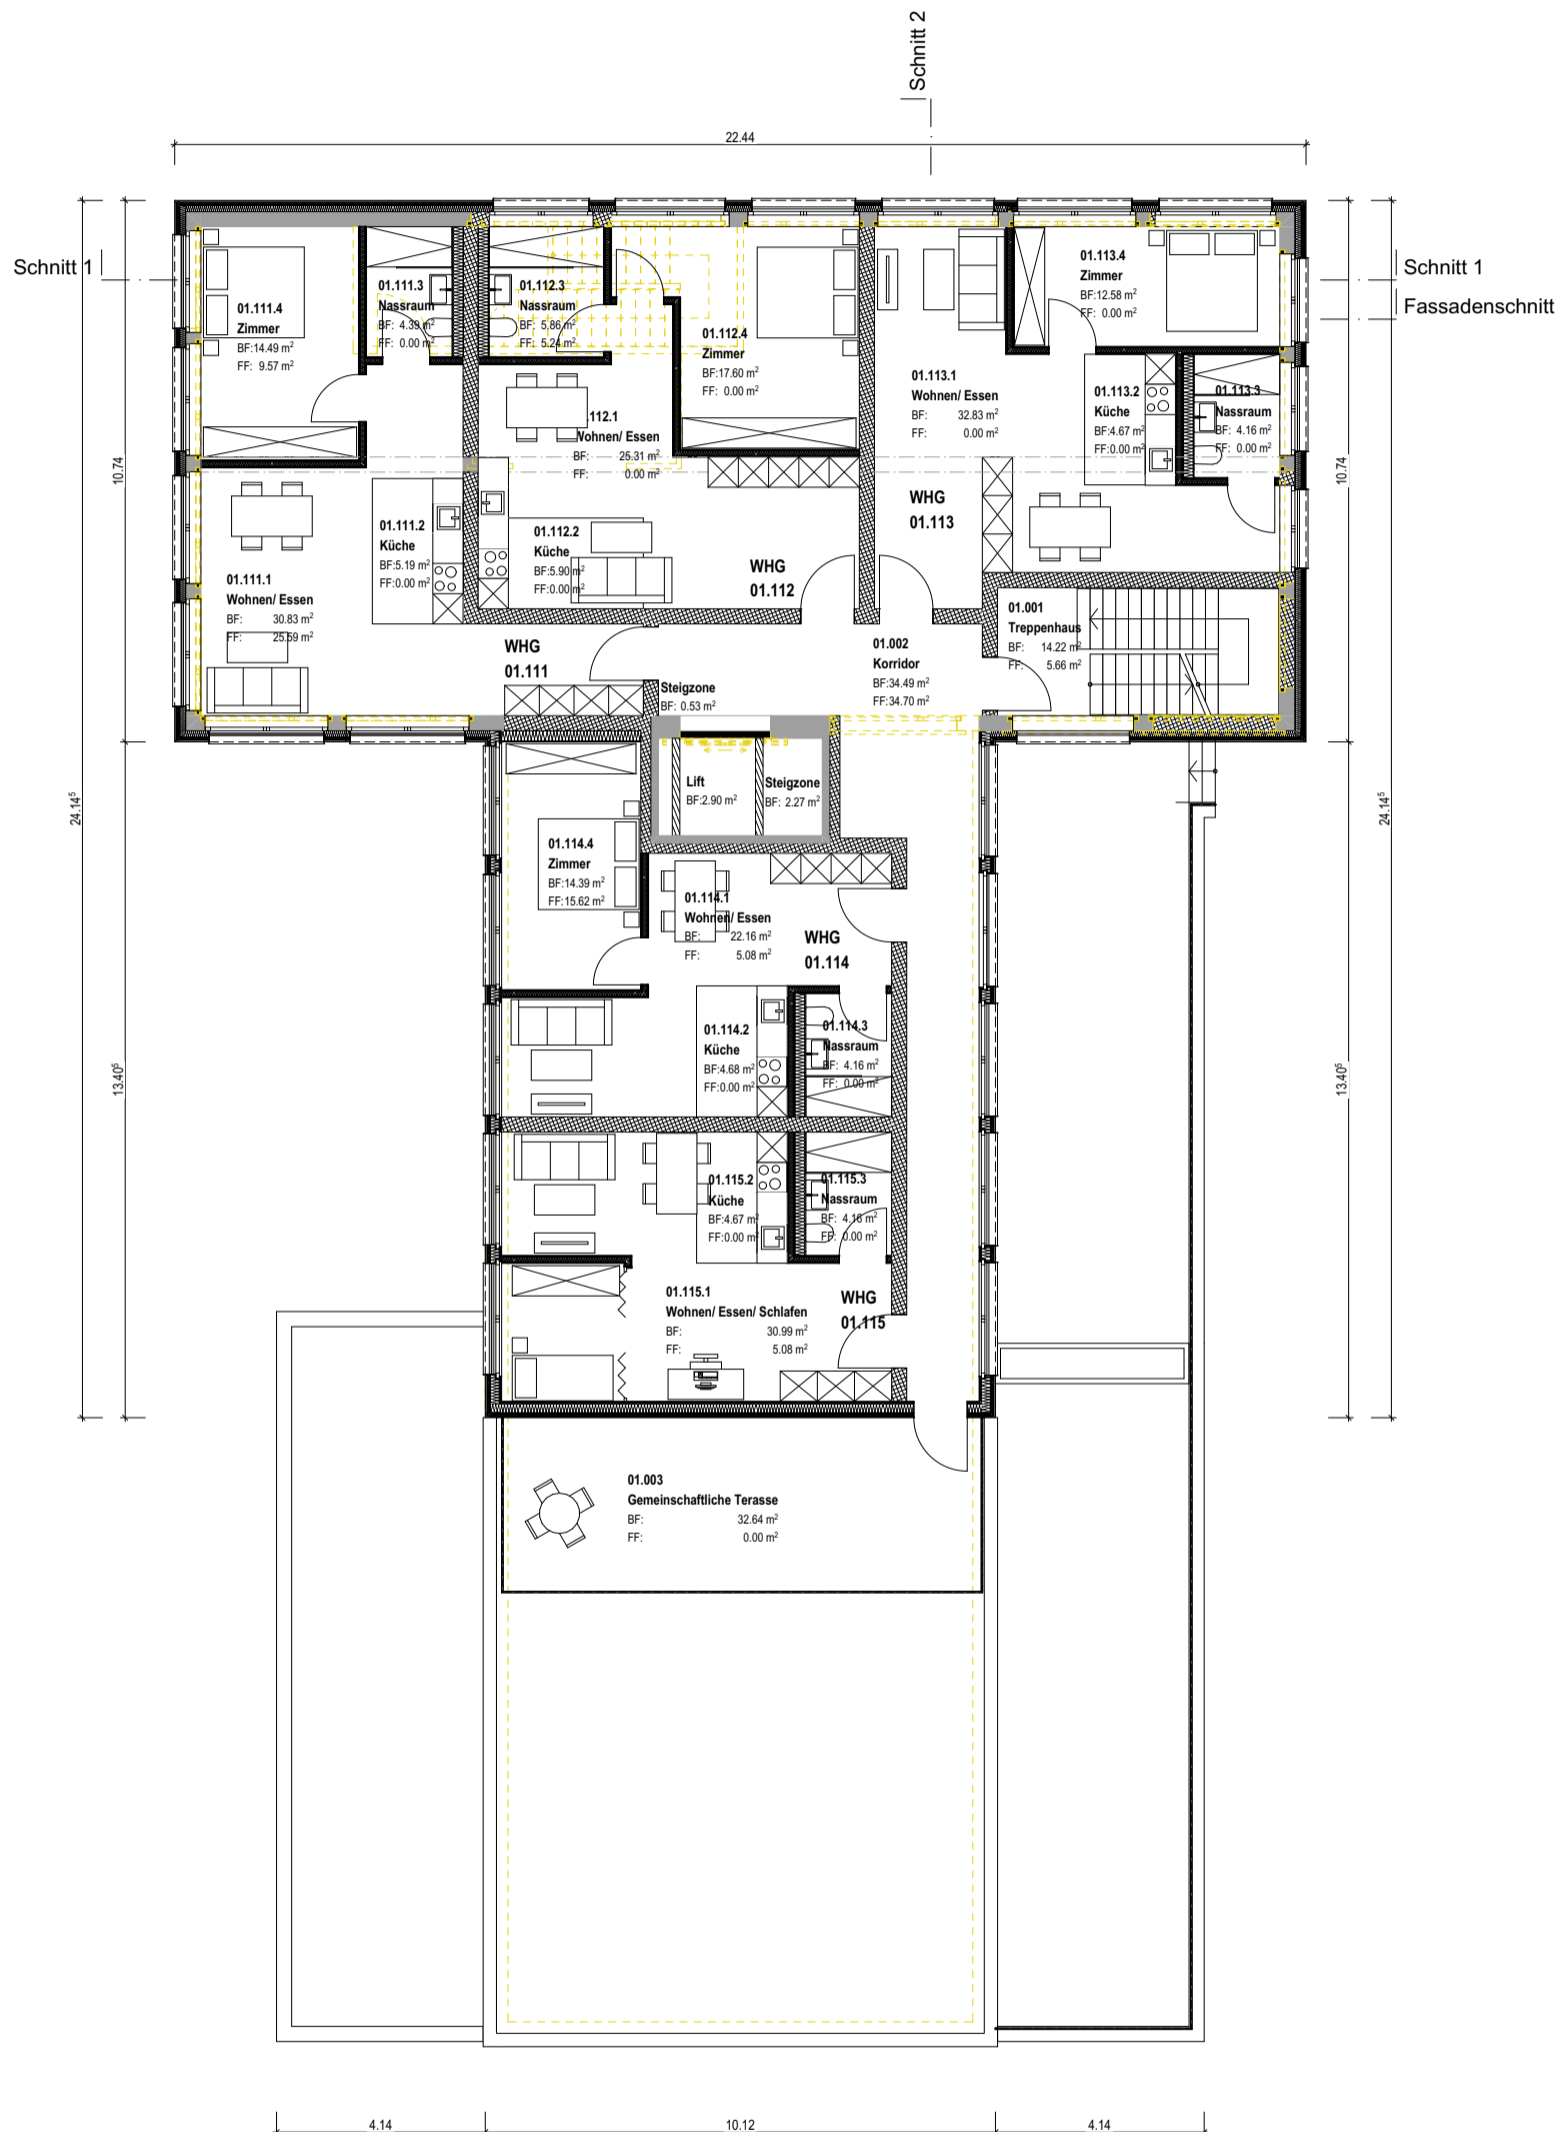 Schnitt 2
22.44
Schnitt 1
Schnitt 1
Fassadenschnitt
01.111.4
Zimmer
BF:14.49 m²
FF: 9.57 m²
01.111.3
Nassraum
BF: 4.39 m²
FF: 0.00 m²
01.112.3
Nassraum
BF: 5.86 m²
FF: 5.24 m²
01.112.4
Zimmer
BF:17.60 m²
FF: 0.00 m²
01.113.4
Zimmer
BF:12.58 m²
FF: 0.00 m²
01.113.1
Wohnen/ Essen
BF: 32.83 m²
FF: 0.00 m²
01.113.2
Küche
BF:4.67 m²
FF:0.00 m²
01.113.3
Nassraum
BF: 4.16 m²
FF: 0.00 m²
.112.1
Wohnen/ Essen
BF: 25.31 m²
FF: 0.00 m²
10.74
10.74
WHG
01.113
01.111.2
Küche
BF:5.19 m²
FF:0.00 m²
01.112.2
Küche
BF:5.90 m²
FF:0.00 m²
WHG
01.112
01.111.1
Wohnen/ Essen
BF: 30.83 m²
FF: 25.59 m²
WHG
01.111
01.001
Treppenhaus
BF: 14.22 m²
FF: 5.66 m²
01.002
Korridor
BF:34.49 m²
FF:34.70 m²
Steigzone
BF: 0.53 m²
Lift
BF:2.90 m²
Steigzone
BF: 2.27 m²
24.14⁵
24.14⁵
01.114.4
Zimmer
BF:14.39 m²
FF:15.62 m²
01.114.1
Wohnen/ Essen
BF: 22.16 m²
FF: 5.08 m²
WHG
01.114
01.114.2
Küche
BF:4.68 m²
FF:0.00 m²
01.114.3
Nassraum
BF: 4.16 m²
FF: 0.00 m²
13.40⁵
13.40⁵
01.115.2
Küche
BF:4.67 m²
FF:0.00 m²
01.115.3
Nassraum
BF: 4.16 m²
FF: 0.00 m²
01.115.1
Wohnen/ Essen/ Schlafen
BF: 30.99 m²
FF: 5.08 m²
WHG
01.115
01.003
Gemeinschaftliche Terasse
BF: 32.64 m²
FF: 0.00 m²
4.14
10.12
4.14